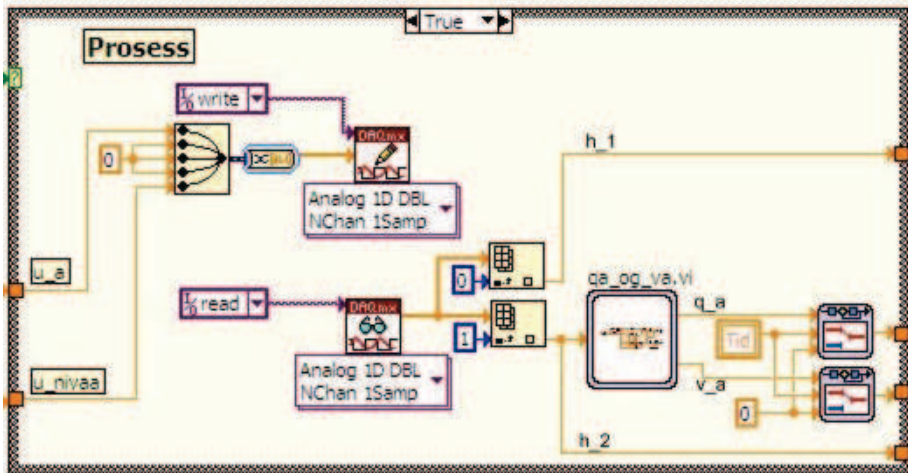 True
Prosess
?
I/O write
DAQmx
0
h_1
Analog 1D DBL
NChan 1Samp
u_a
0
qa_og_va.vi
I/O read
q_a
DAQmx
1
Tid
Analog 1D DBL
NChan 1Samp
v_a
u_nivaa
0
h_2